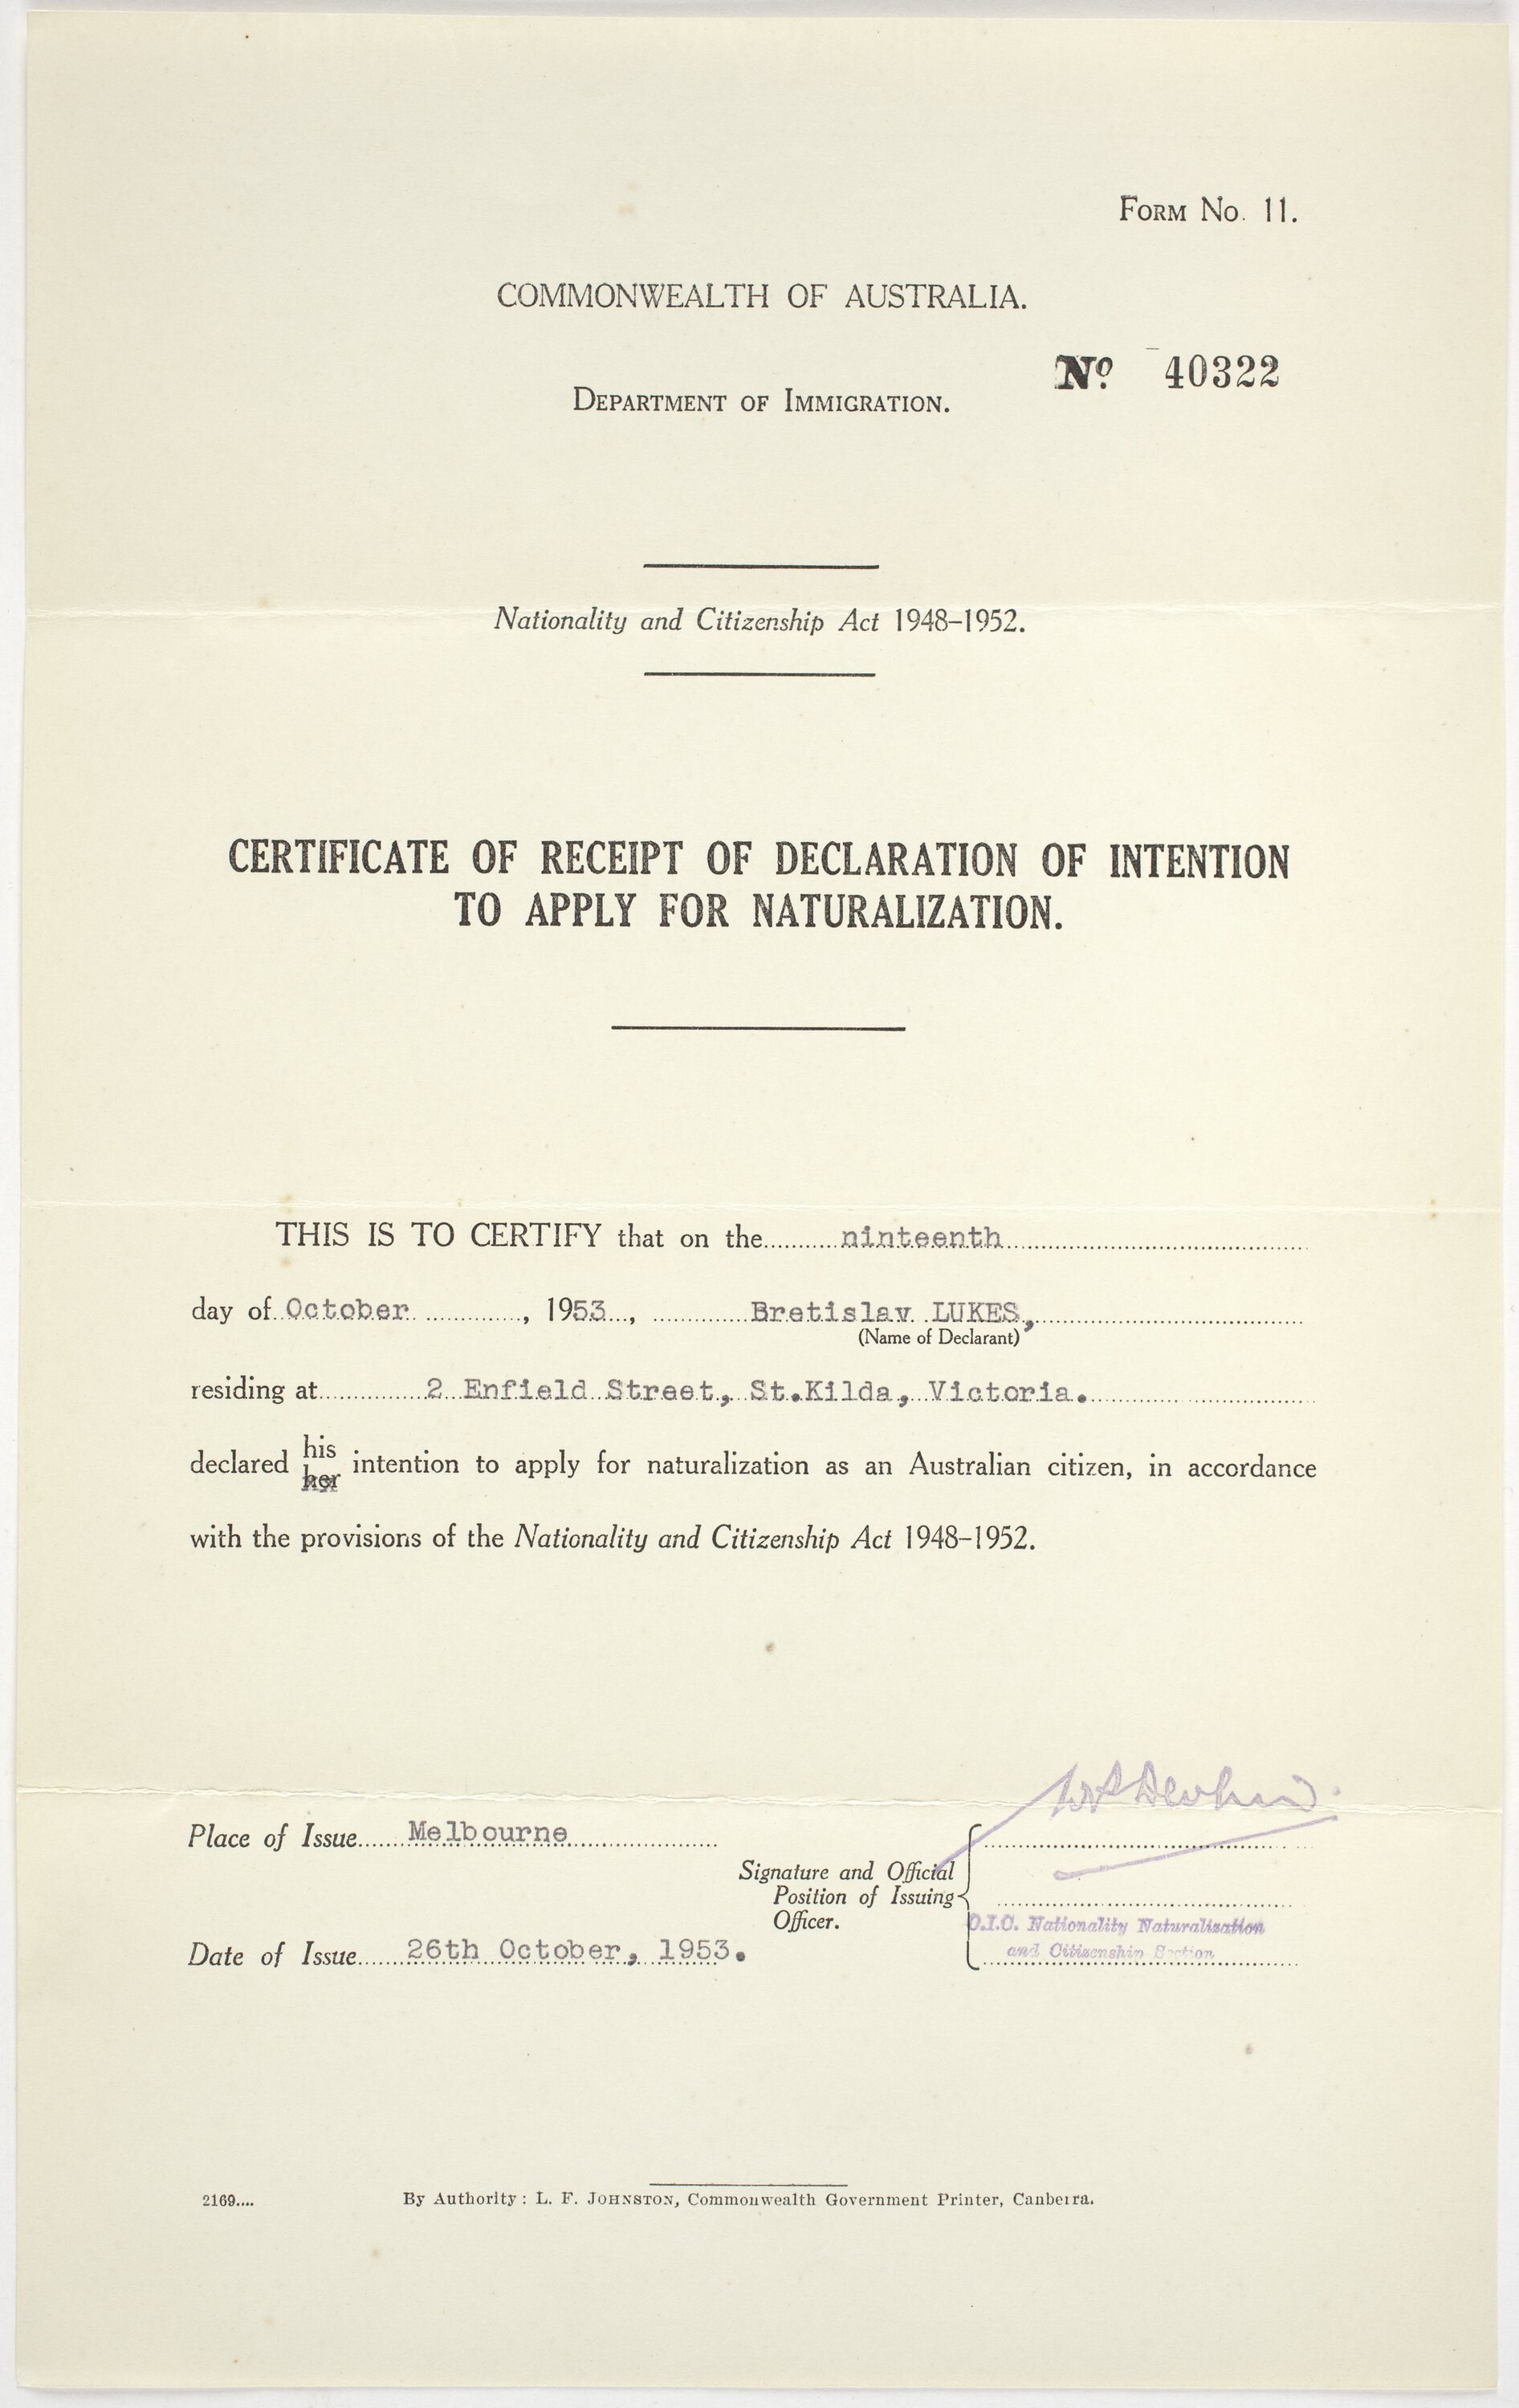 FORM No. 11.
COMMONWEALTH OF AUSTRALIA.
Nº 40322
DEPARTMENT OF IMMIGRATION.
Nationality and Citizenship Act 1948–1952.
CERTIFICATE OF RECEIPT OF DECLARATION OF INTENTION
TO APPLY FOR NATURALIZATION.
THIS IS TO CERTIFY that on the ninteenth
day of October, 1953, Bretislav LUKES,
(Name of Declarant)
residing at 2 Enfield Street, St.Kilda, Victoria.
declared his her intention to apply for naturalization as an Australian citizen, in accordance
with the provisions of the Nationality and Citizenship Act 1948–1952.
Place of Issue Melbourne
Signature and Official
Position of Issuing
Officer.
O.I.C. Nationality Naturalization
and Citizenship Section
Date of Issue 26th October, 1953.
2169....
By Authority: L. F. JOHNSTON, Commonwealth Government Printer, Canberra.